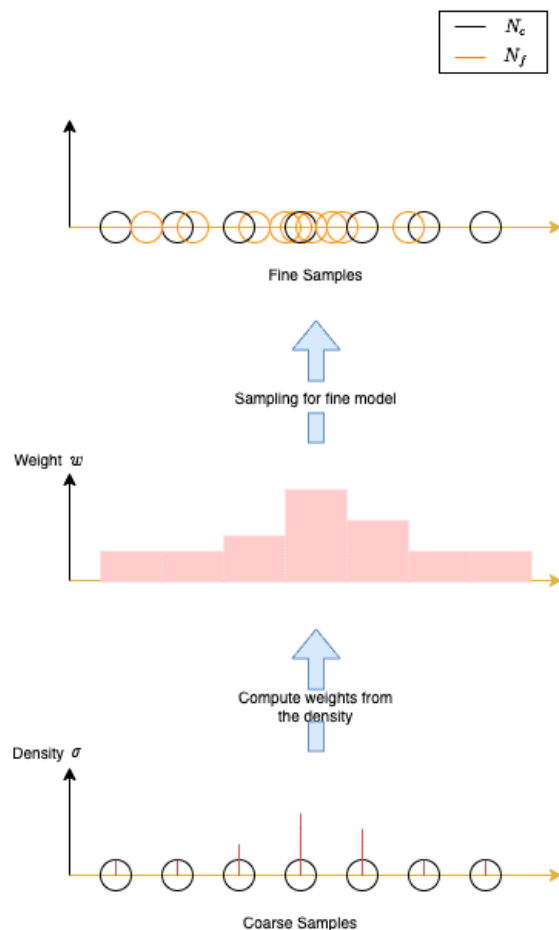 N_c
N_f
Fine Samples
Sampling for fine model
Weight w
Compute weights from
the density
Density σ
Coarse Samples